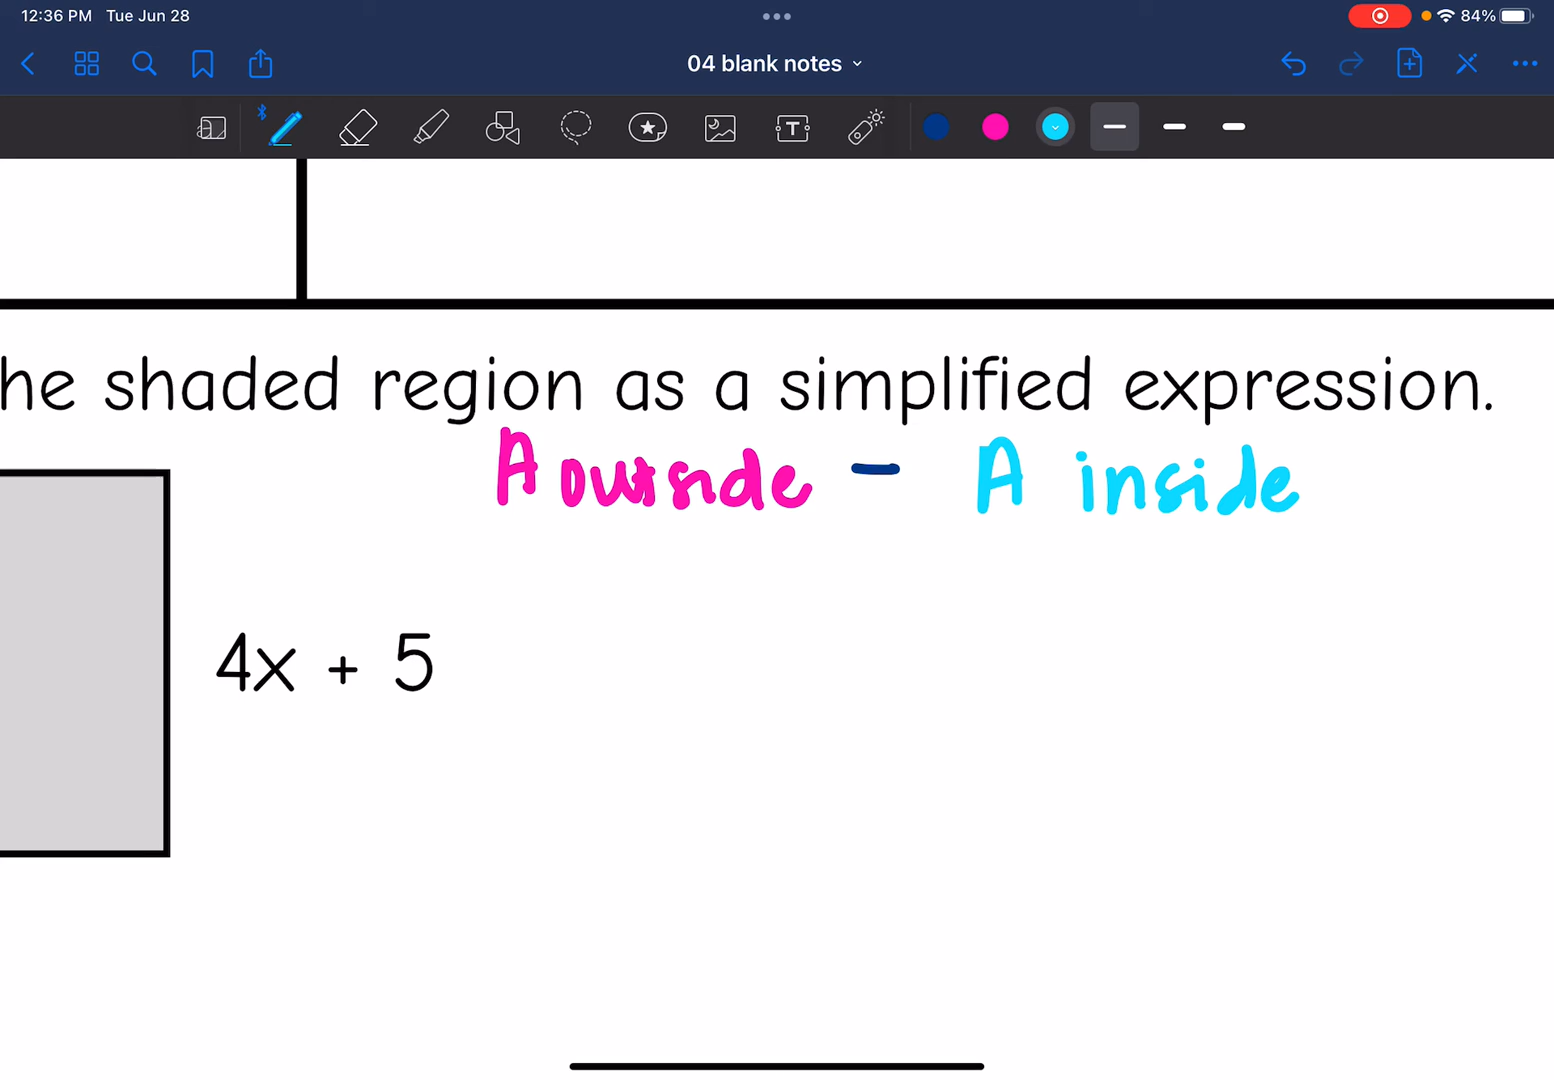 12:36 PM Tue Jun 28
84%
04 blank notes
T
he shaded region as a simplified expression.
A outside - A inside
4x + 5